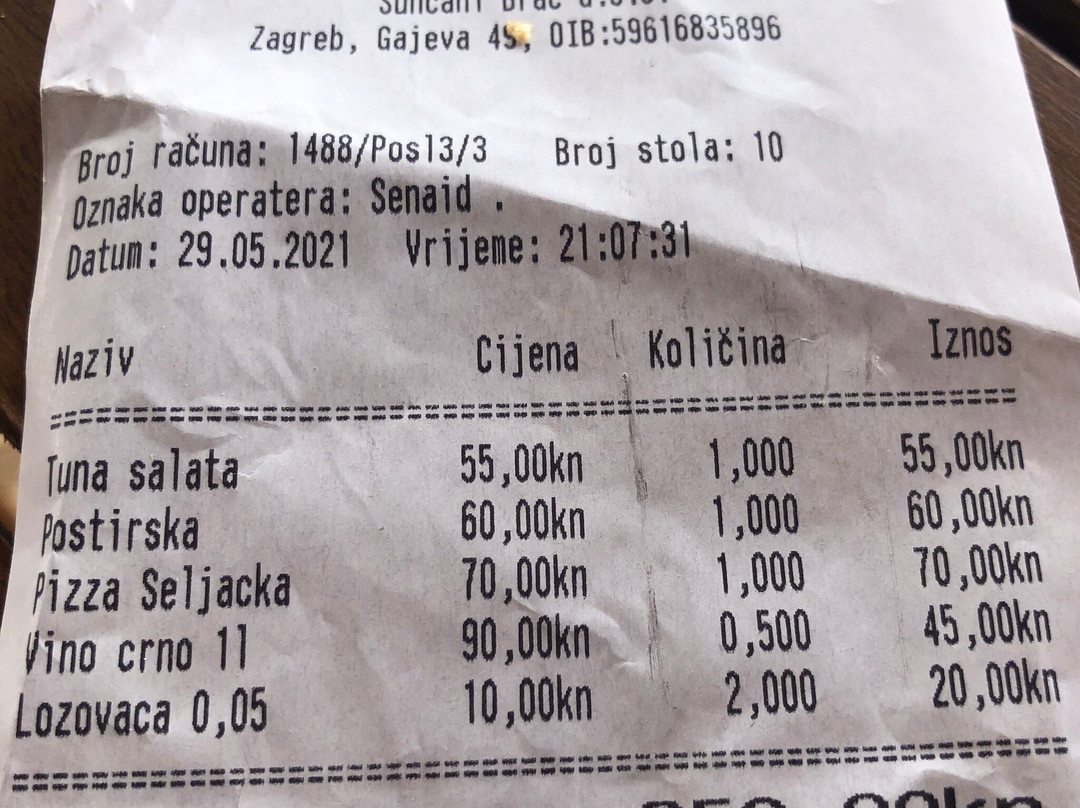 Zagreb, Gajeva 45, OIB:59616835896
Broj računa: 1488/Pos13/3 Broj stola: 10
Oznaka operatera: Senaid .
Datum: 29.05.2021 Vrijeme: 21:07:31
Naziv Cijena Količina Iznos
Tuna salata 55,00kn 1,000 55,00kn
Postirska 60,00kn 1,000 60,00kn
Pizza Seljacka 70,00kn 1,000 70,00kn
Vino crno 1l 90,00kn 0,500 45,00kn
Lozovaca 0,05 10,00kn 2,000 20,00kn